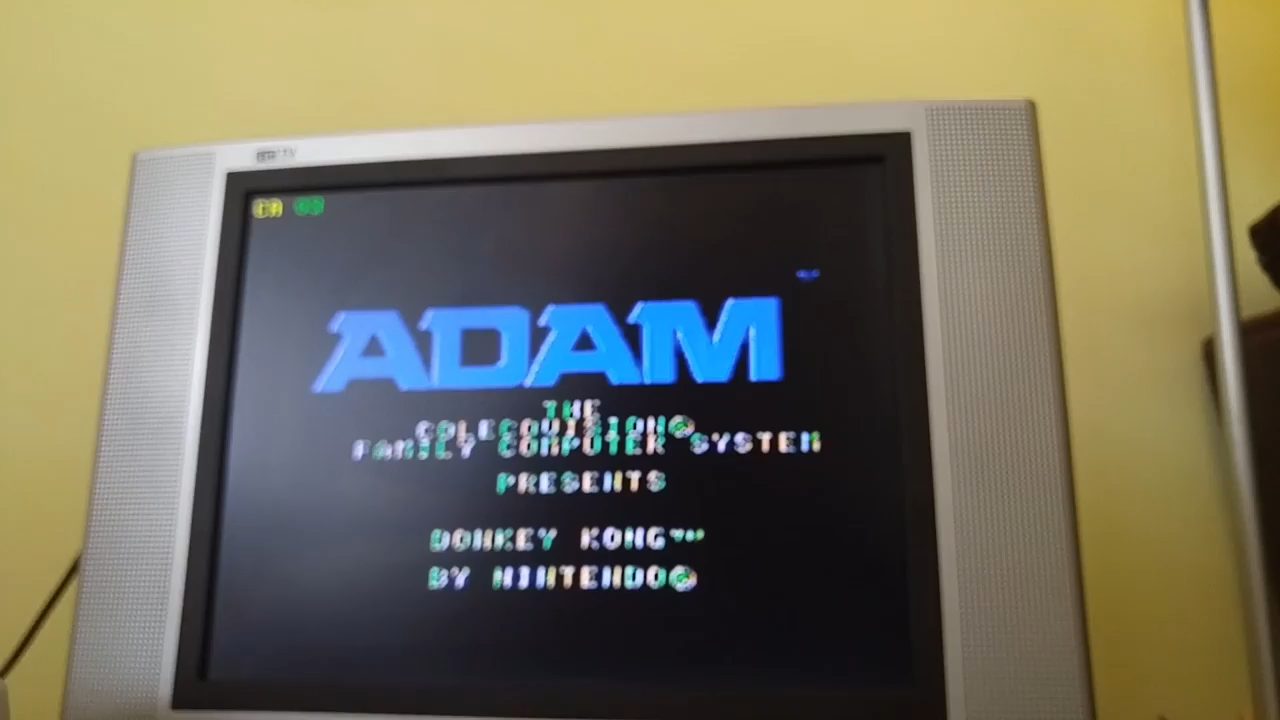 ADAM
THE
COLECOVISION®
FAMILY COMPUTER SYSTEM
PRESENTS
DONKEY KONG™
BY NINTENDO®